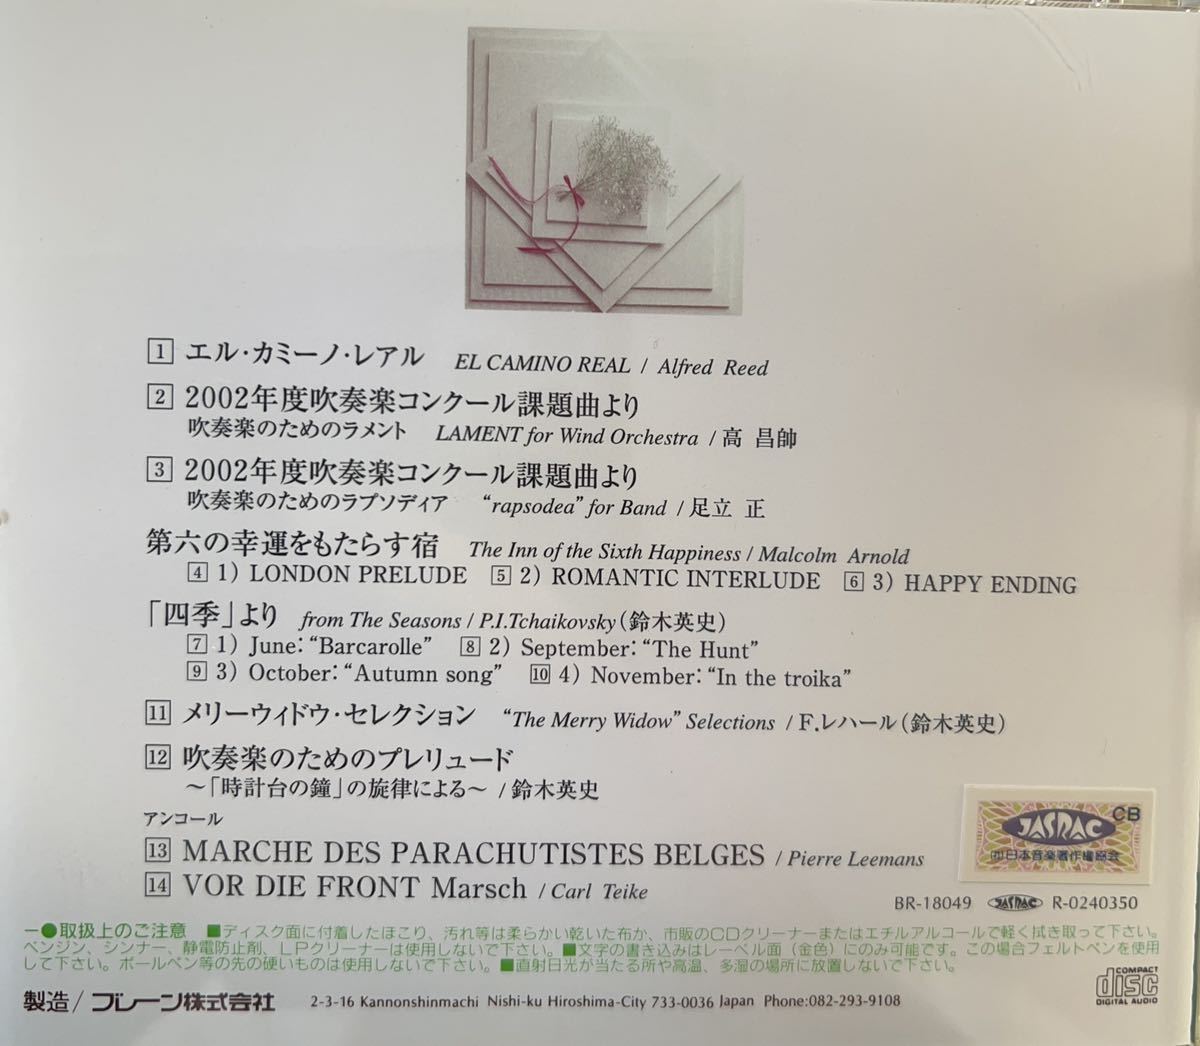 1 エル・カミーノ・レアル EL CAMINO REAL / Alfred Reed
2 2002年度吹奏楽コンクール課題曲より
吹奏楽のためのラメント LAMENT for Wind Orchestra / 高 昌帥
3 2002年度吹奏楽コンクール課題曲より
吹奏楽のためのラプソディア “rapsodea” for Band / 足立 正
第六の幸運をもたらす宿 The Inn of the Sixth Happiness / Malcolm Arnold
4 1) LONDON PRELUDE 5 2) ROMANTIC INTERLUDE 6 3) HAPPY ENDING
「四季」より from The Seasons / P.I.Tchaikovsky(鈴木英史)
7 1) June:“Barcarolle” 8 2) September:“The Hunt”
9 3) October:“Autumn song” 10 4) November:“In the troika”
11 メリーウィドウ・セレクション “The Merry Widow” Selections / F.レハール(鈴木英史)
12 吹奏楽のためのプレリュード
〜「時計台の鐘」の旋律による〜 / 鈴木英史
アンコール
13 MARCHE DES PARACHUTISTES BELGES / Pierre Leemans
14 VOR DIE FRONT Marsch / Carl Teike
CB
JASRAC
(社)日本音楽著作権協会
BR-18049 JASRAC R-0240350
−●取扱上のご注意 ■ディスク面に付着したほこり、汚れ等は柔らかい乾いた布か、市販のCDクリーナーまたはエチルアルコールで軽く拭き取って下さい。
ベンジン、シンナー、静電防止剤、LPクリーナーは使用しないで下さい。■文字の書き込みはレーベル面(金色)にのみ可能です。この場合フェルトペンを使用
して下さい。ボールペン等の先の硬いものは使用しないで下さい。■直射日光が当たる所や高温、多湿の場所に放置しないで下さい。
製造/ブレーン株式会社 2-3-16 Kannonshinmachi Nishi-ku Hiroshima-City 733-0036 Japan Phone:082-293-9108
COMPACT
disc
DIGITAL AUDIO